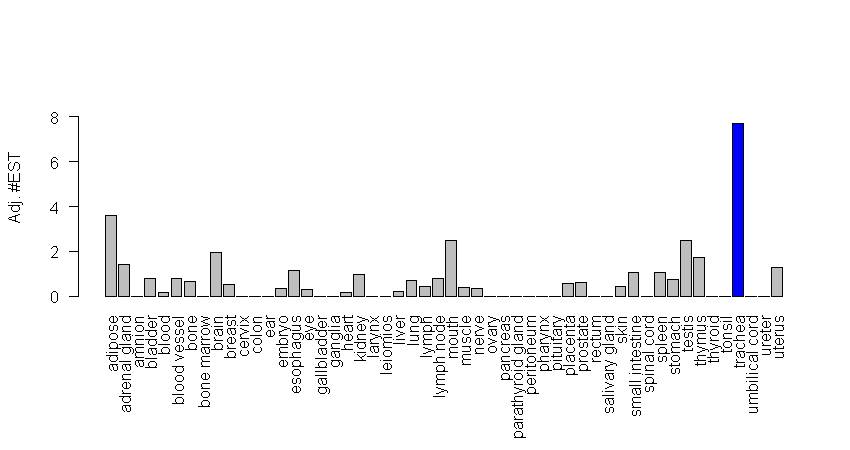 Adj. #EST
8
6
4
2
0
adipose
adrenal gland
amnion
bladder
blood
blood vessel
bone
bone marrow
brain
breast
cervix
colon
ear
embryo
esophagus
eye
gallbladder
ganglia
heart
kidney
larynx
leiomios
liver
lung
lymph
lymph node
mouth
muscle
nerve
ovary
pancreas
parathyroid gland
peritoneum
pharynx
pituitary
placenta
prostate
rectum
salivary gland
skin
small intestine
spinal cord
spleen
stomach
testis
thymus
thyroid
tonsil
trachea
umbilical cord
ureter
uterus